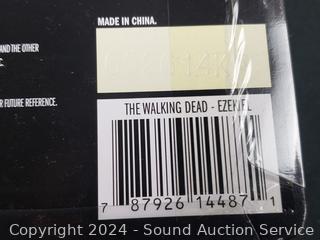 MADE IN CHINA.
AND THE OTHER
C.
R FUTURE REFERENCE.
THE WALKING DEAD - EZEKIEL
7 87926 14487 1
Copyright 2024 - Sound Auction Service